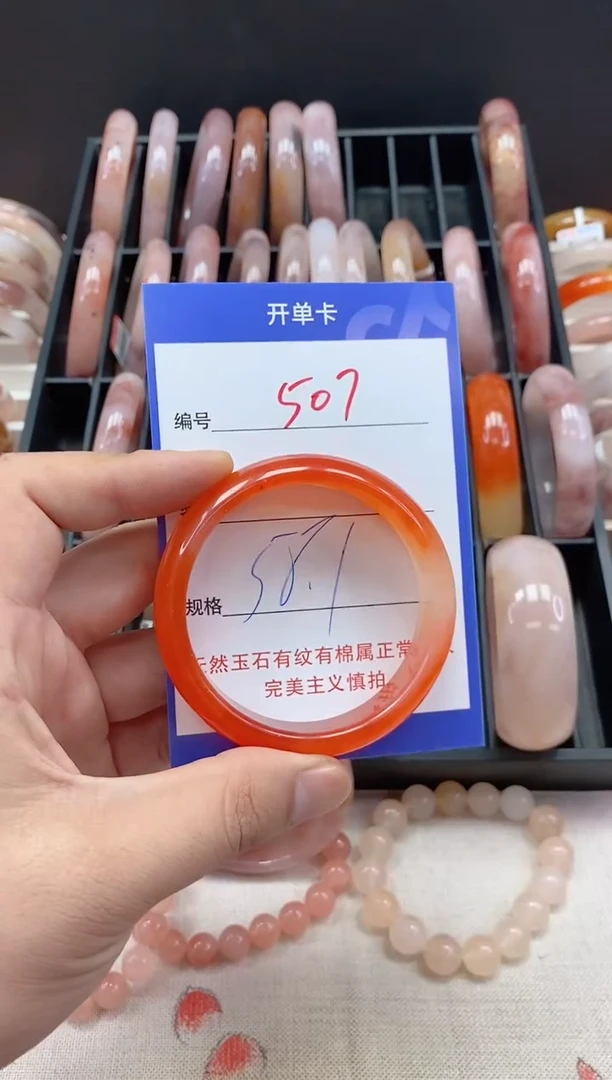 开单卡
编号 507
规格 58.1
天然玉石有纹有棉属正常
完美主义慎拍